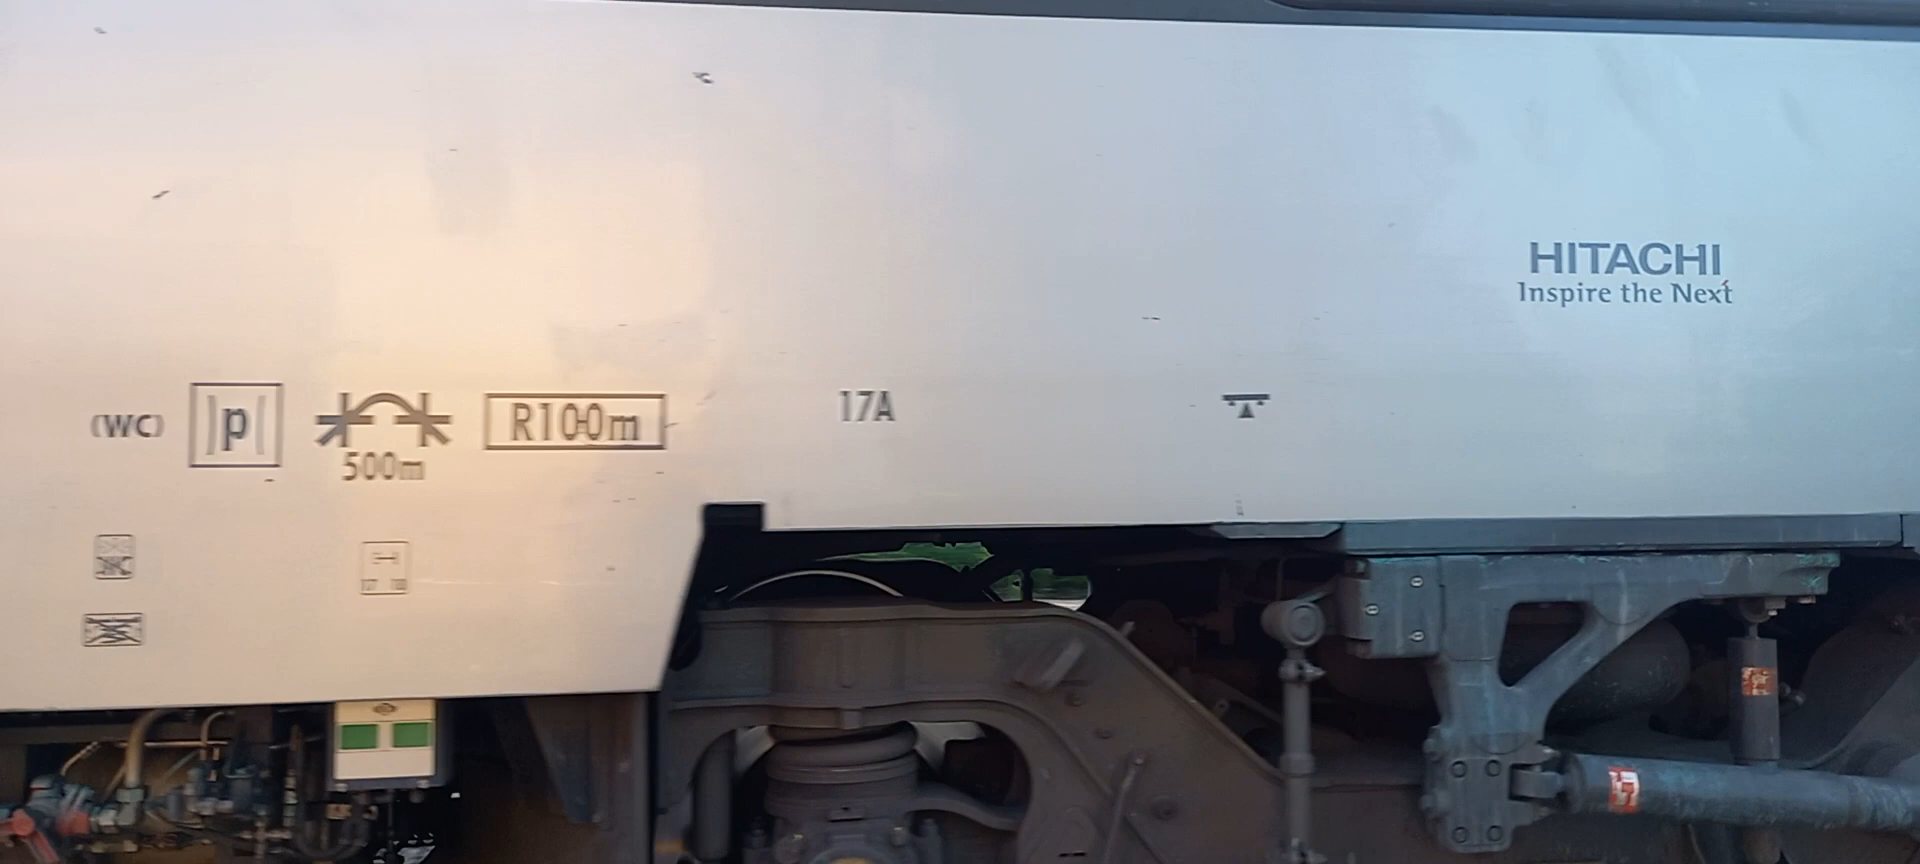 HITACHI
Inspire the Next
(WC) |p| R100m 17A
500m